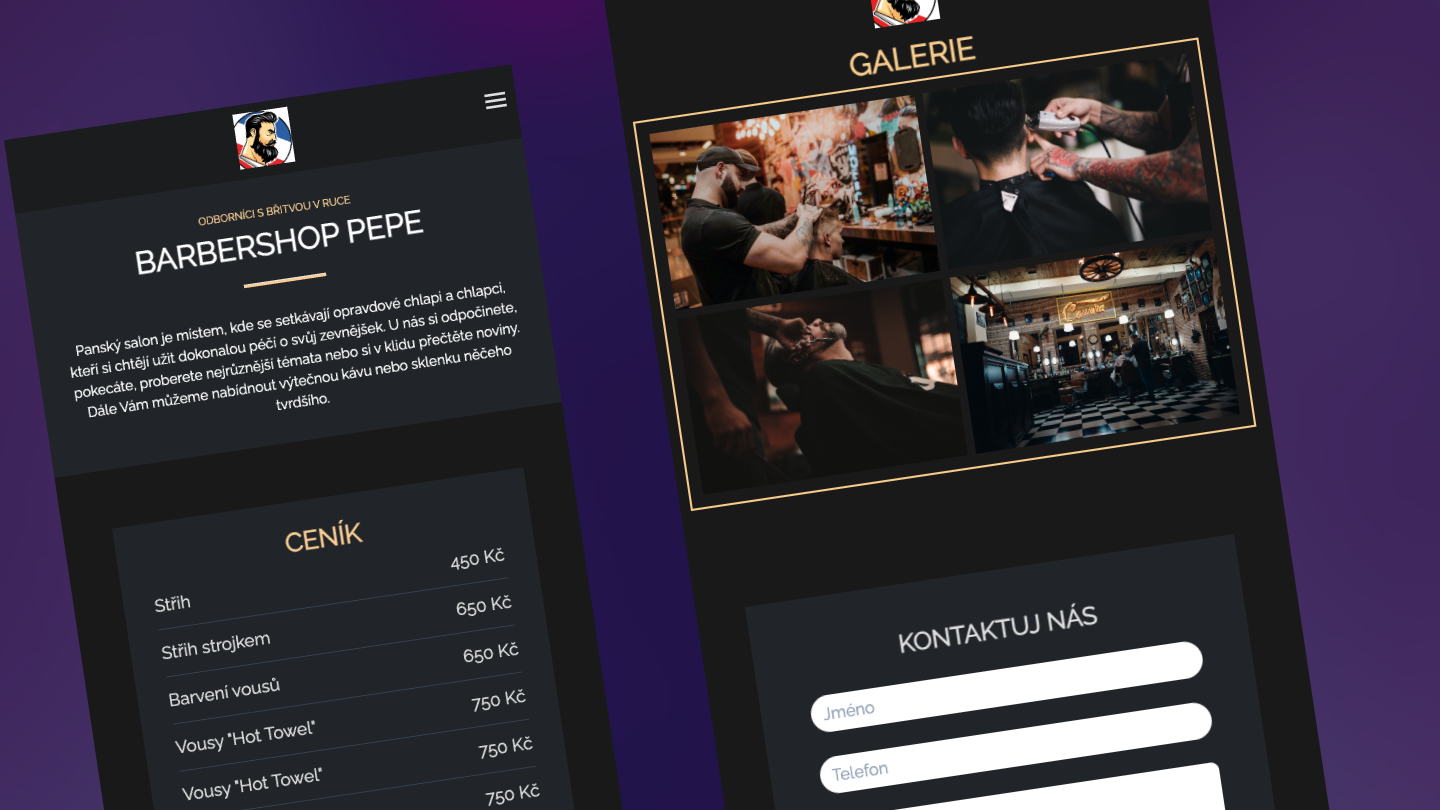 ODBORNÍCI S BŘITVOU V RUCE
BARBERSHOP PEPE
Panský salon je místem, kde se setkávají opravdové chlapi a chlapci,
kteří si chtějí užít dokonalou péči o svůj zevnějšek. U nás si odpočinete,
pokecáte, proberete nejrůznější témata nebo si v klidu přečtěte noviny.
Dále Vám můžeme nabídnout výtečnou kávu nebo sklenku něčeho
tvrdšího.
CENÍK
Střih 450 Kč
Střih strojkem 650 Kč
Barvení vousů 650 Kč
Vousy "Hot Towel" 750 Kč
Vousy "Hot Towel" 750 Kč
750 Kč
GALERIE
KONTAKTUJ NÁS
Jméno
Telefon